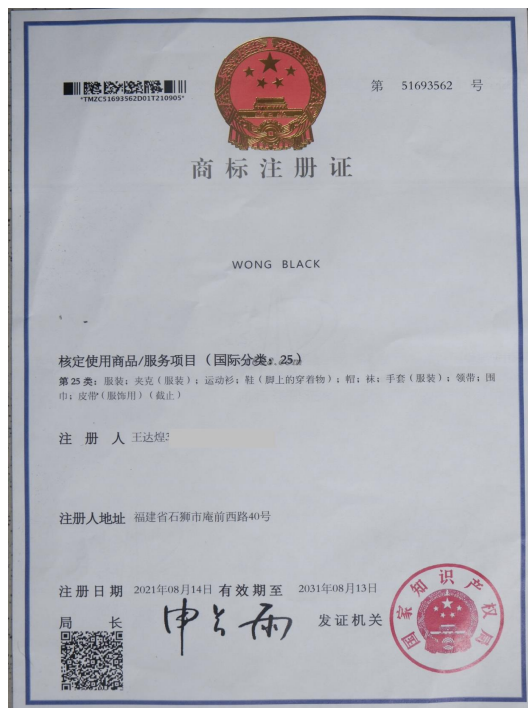 第 51693562 号
*TMZC51693562D01T210905*
商标注册证
WONG BLACK
核定使用商品/服务项目（国际分类：25）
第25类：服装；夹克（服装）；运动衫；鞋（脚上的穿着物）；帽；袜；手套（服装）；领带；围
巾；皮带（服饰用）（截止）
注 册 人 王达煌
注册人地址 福建省石狮市庵前西路40号
注册日期 2021年08月14日 有效期至 2031年08月13日
局 长 申长雨 发证机关
国家知识产权局